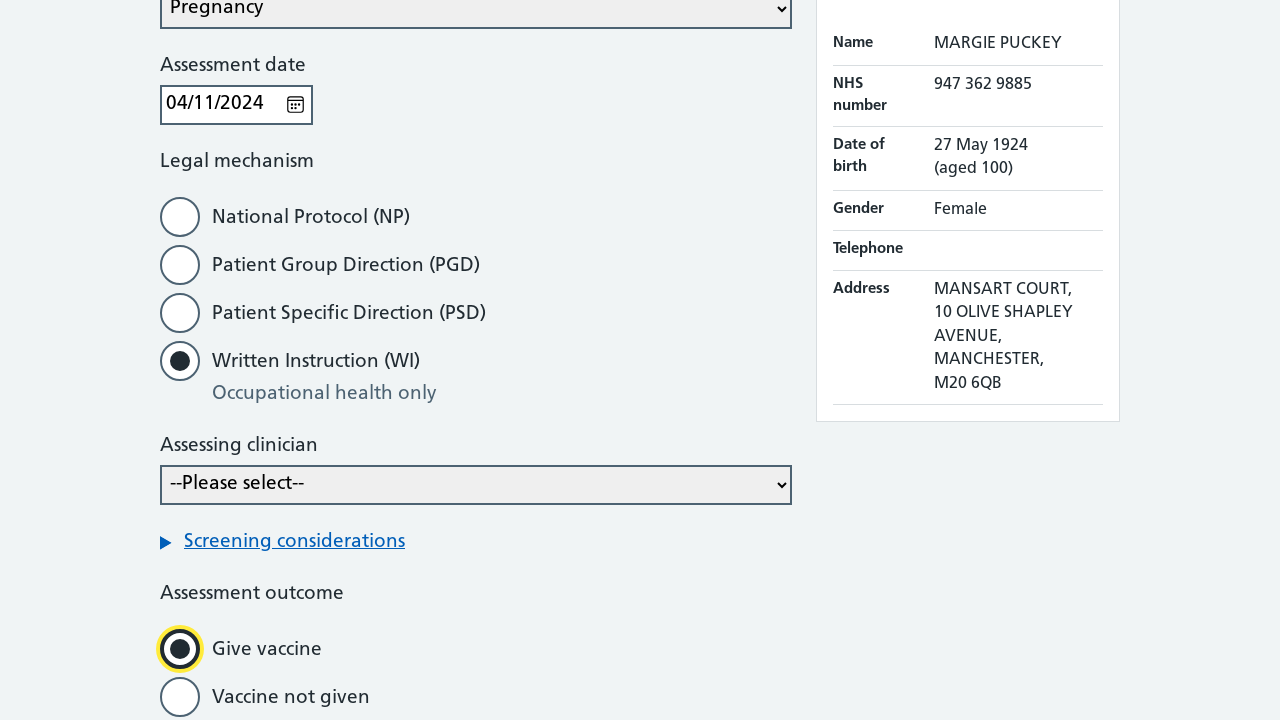 Pregnancy
Assessment date
04/11/2024
Legal mechanism
National Protocol (NP)
Patient Group Direction (PGD)
Patient Specific Direction (PSD)
Written Instruction (WI)
Occupational health only
Assessing clinician
--Please select--
Screening considerations
Assessment outcome
Give vaccine
Vaccine not given
Name MARGIE PUCKEY
NHS number 947 362 9885
Date of birth 27 May 1924
(aged 100)
Gender Female
Telephone
Address MANSART COURT,
10 OLIVE SHAPLEY
AVENUE,
MANCHESTER,
M20 6QB